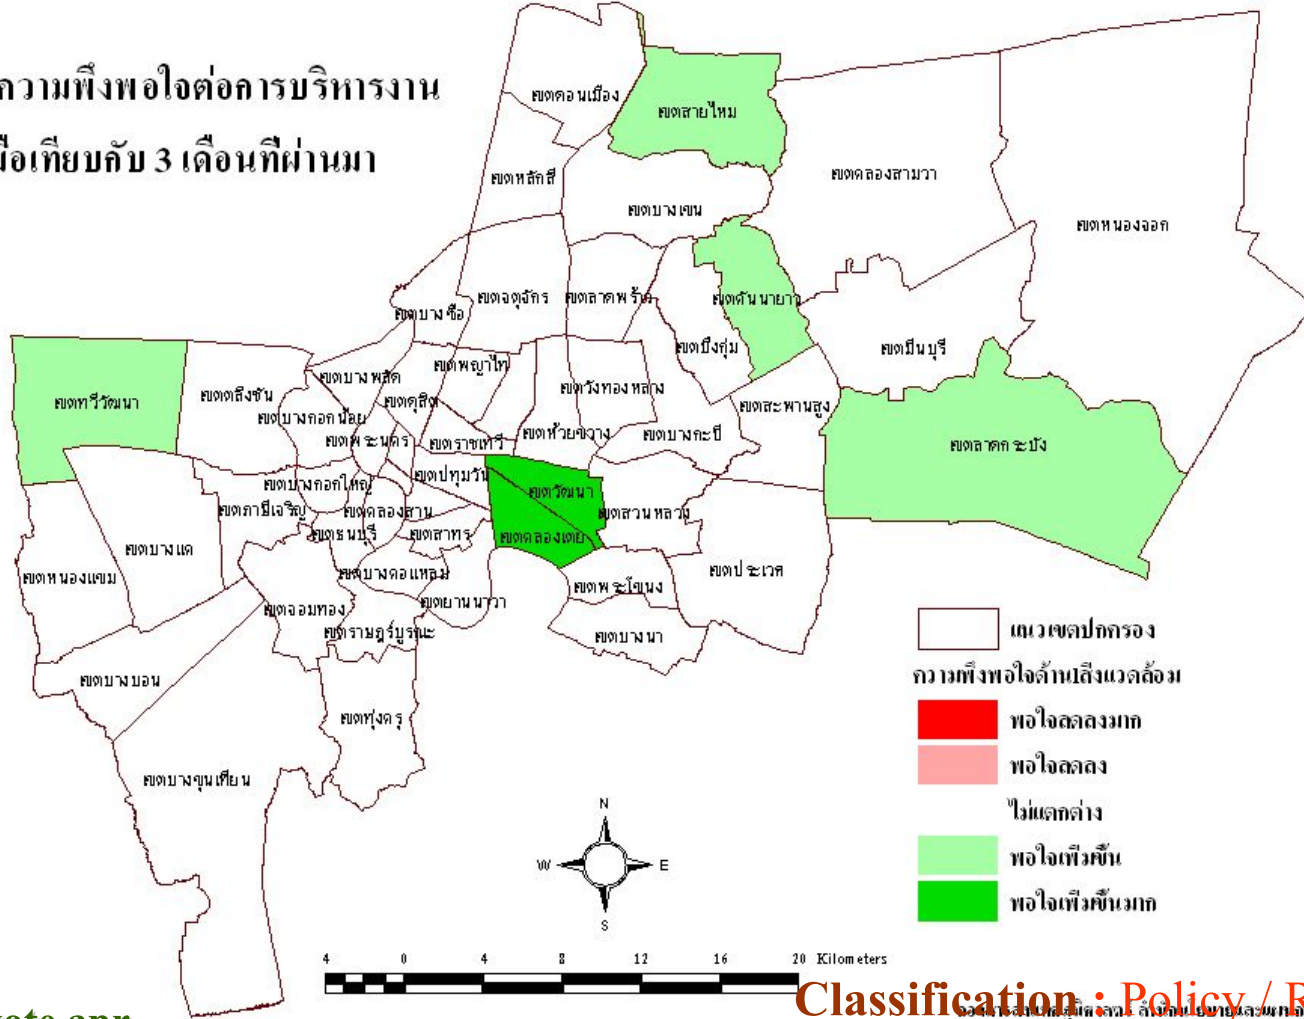 ความพึงพอใจต่อการบริหารงาน
มื่อเทียบกับ 3 เดือนที่ผ่านมา
เขตดอนเมือง
เขตสายไหม
เขตหลักสี่
เขตคลองสามวา
เขตบางเขน
เขตหนองจอก
เขตจตุจักร
เขตลาดพร้าว
เขตคันนายาว
เขตบางซื่อ
เขตบึงกุ่ม
เขตมีนบุรี
เขตพญาไท
เขตบางพลัด
เขตวังทองหลาง
เขตทวีวัฒนา
เขตตลิ่งชัน
เขตดุสิต
เขตสะพานสูง
เขตบางกอกน้อย
เขตพระนคร
เขตราชเทวี
เขตห้วยขวาง
เขตบางกะปิ
เขตลาดกระบัง
เขตปทุมวัน
เขตบางกอกใหญ่
เขตวัฒนา
เขตภาษีเจริญ
เขตคลองสาน
เขตสวนหลวง
เขตธนบุรี
เขตสาทร
เขตคลองเตย
เขตบางแค
เขตหนองแขม
เขตบางคอแหลม
เขตประเวศ
เขตพระโขนง
เขตจอมทอง
เขตยานนาวา
เขตราษฎร์บูรณะ
เขตบางนา
เขตบางบอน
เขตทุ่งครุ
เขตบางขุนเทียน
แนวเขตปกครอง
ความพึงพอใจด้าน1สิ่งแวดล้อม
พอใจลดลงมาก
พอใจลดลง
ไม่แตกต่าง
พอใจเพิ่มขึ้น
พอใจเพิ่มขึ้นมาก
N
W E
S
4 0 4 8 12 16 20 Kilometers
Classification : Policy / R